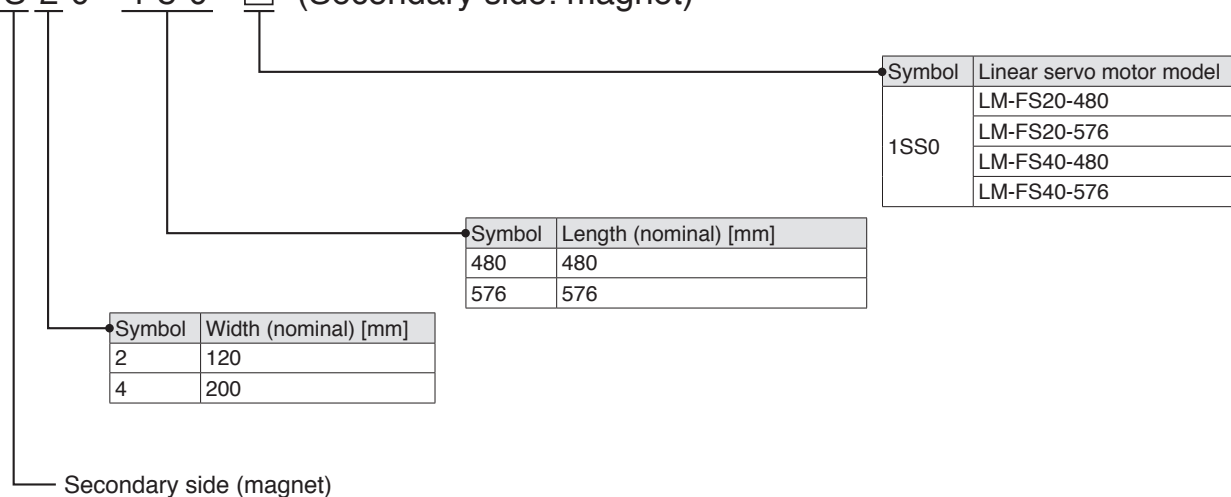 (Secondary side: magnet)
Symbol Linear servo motor model
1SS0
LM-FS20-480
LM-FS20-576
LM-FS40-480
LM-FS40-576
Symbol Length (nominal) [mm]
480 480
576 576
Symbol Width (nominal) [mm]
2 120
4 200
Secondary side (magnet)